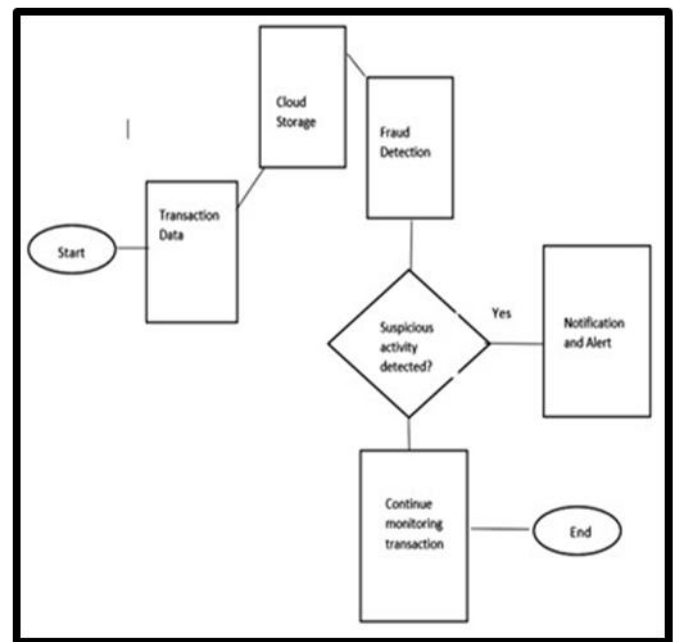 Start
Transaction
Data
Cloud
Storage
Fraud
Detection
Suspicious
activity
detected?
Yes
Notification
and Alert
Continue
monitoring
transaction
End